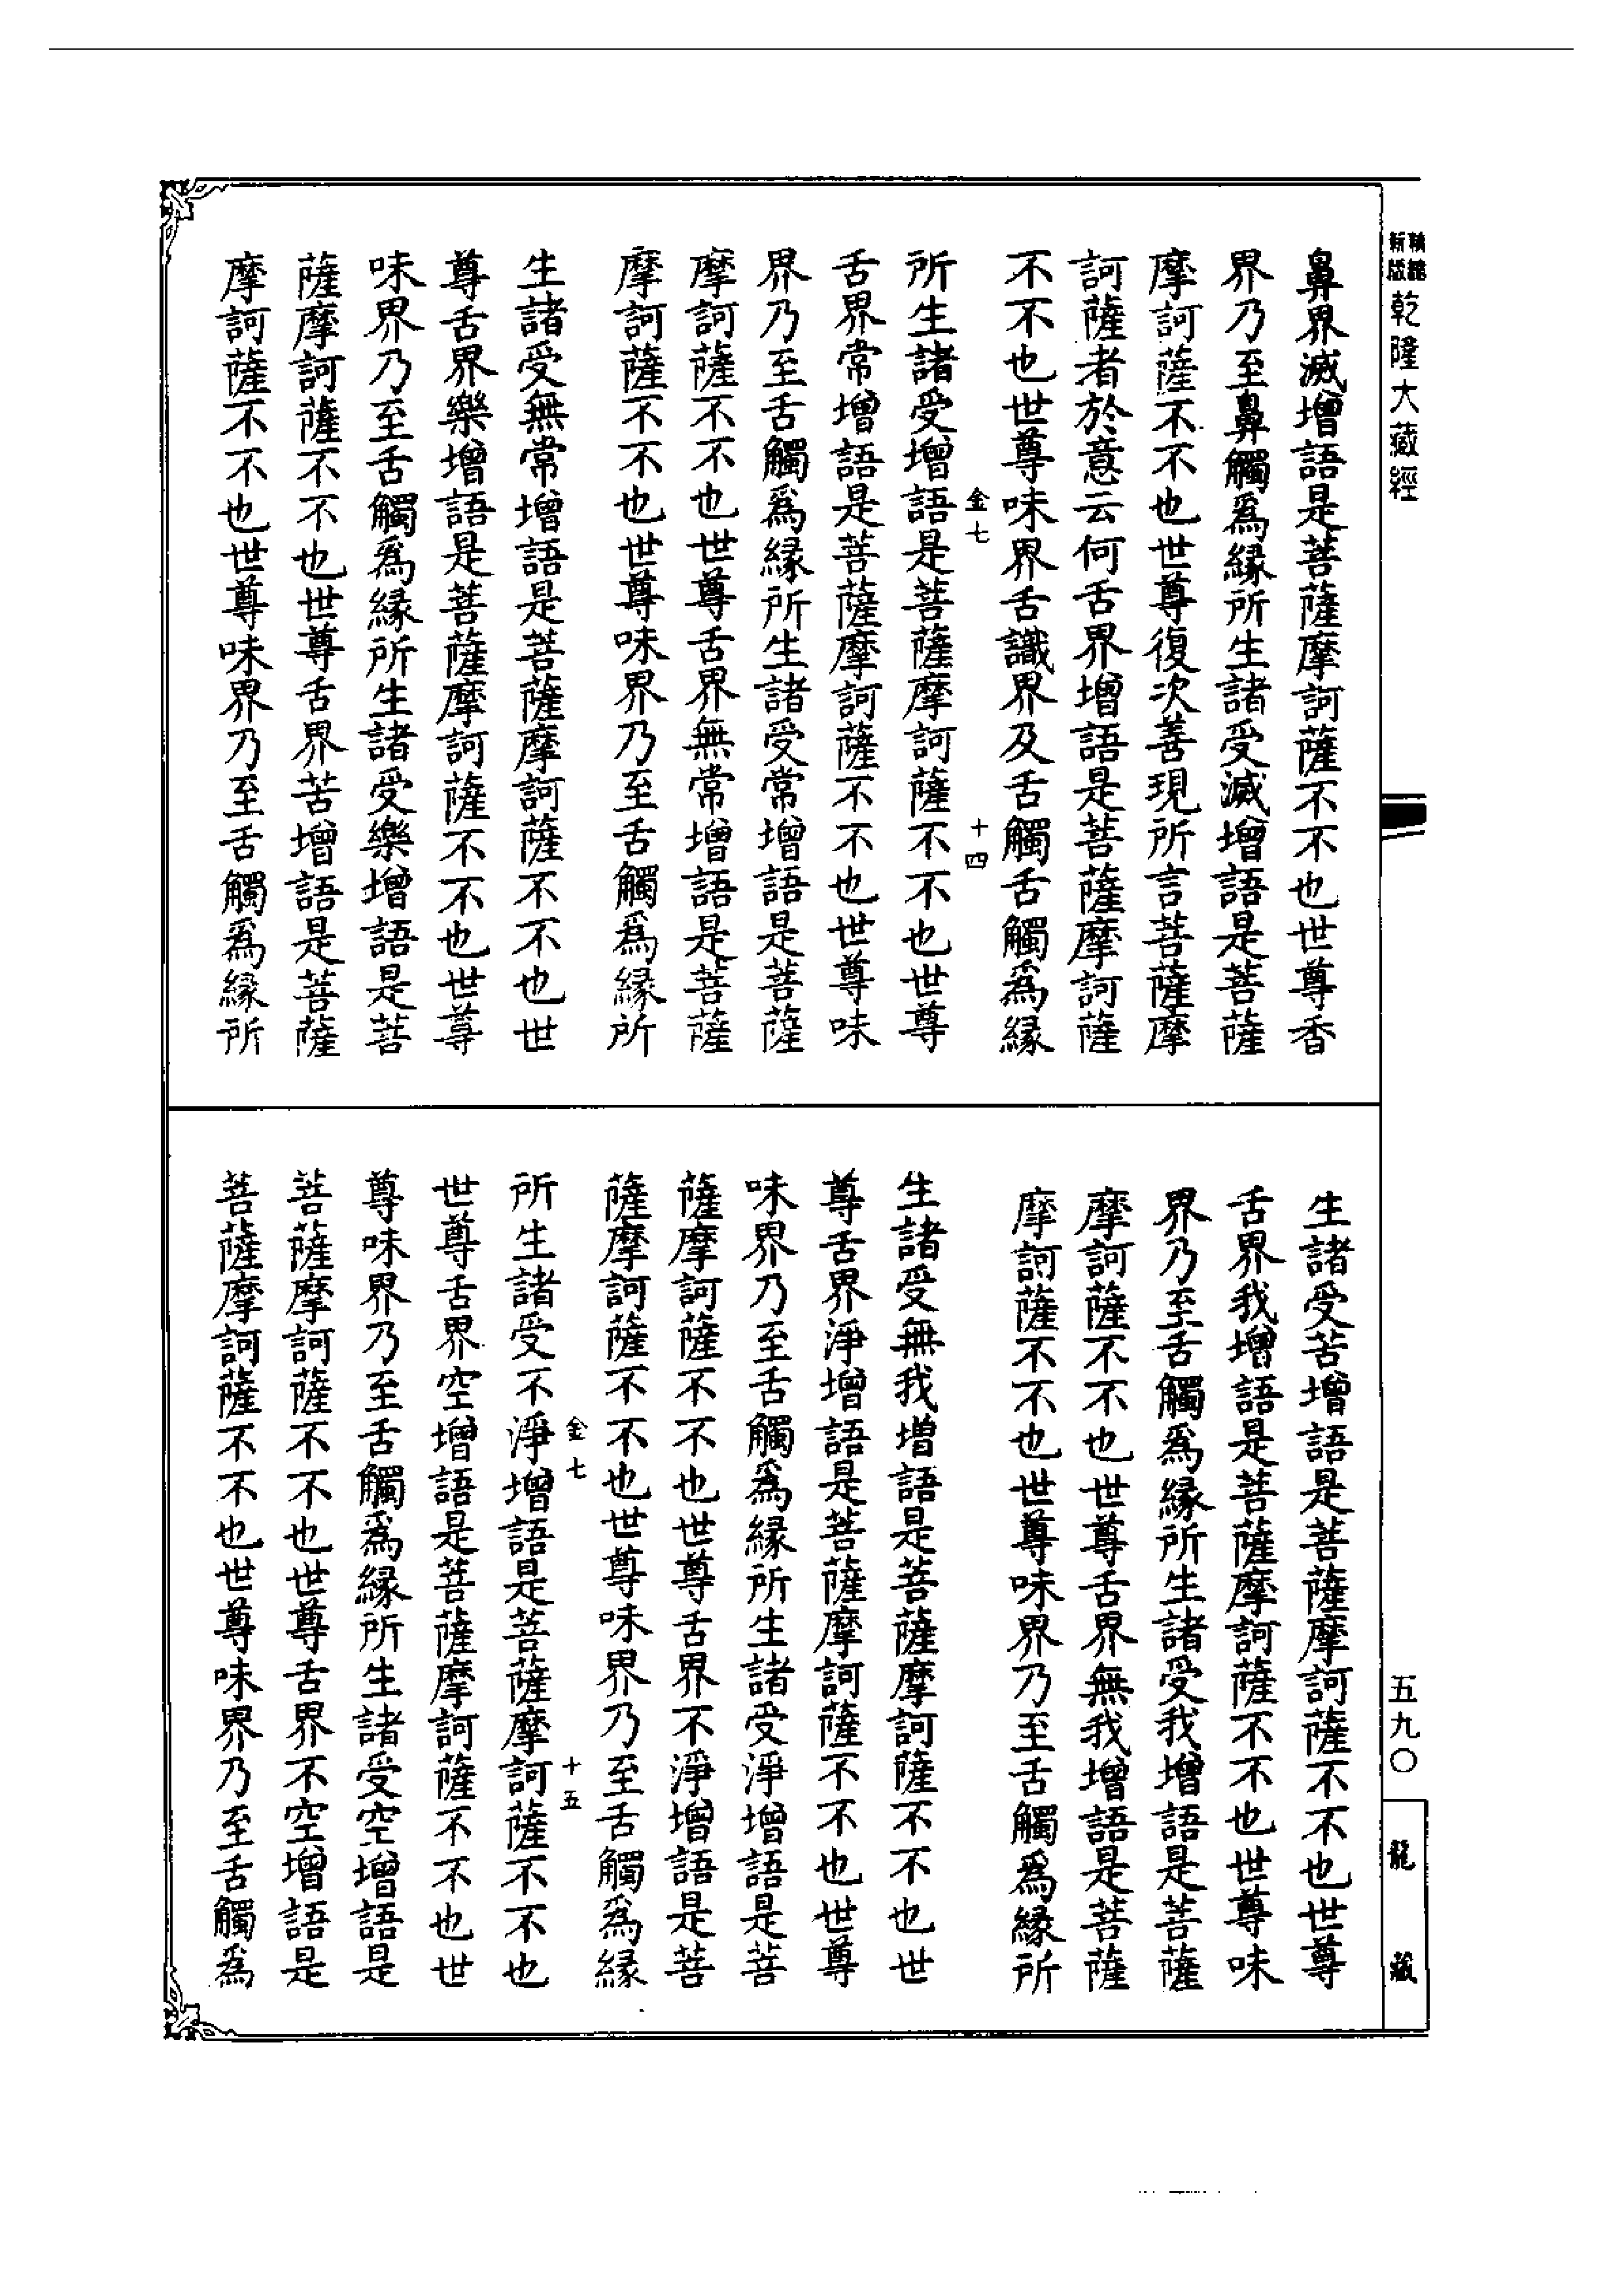 新編縮版乾隆大藏經
鼻界滅增語是菩薩摩訶薩不不也世尊香
界乃至鼻觸爲緣所生諸受滅增語是菩薩
摩訶薩不不也世尊復次善現所言菩薩摩
訶薩者於意云何舌界增語是菩薩摩訶薩
不不也世尊味界舌識界及舌觸舌觸爲緣
金七 十四
所生諸受增語是菩薩摩訶薩不不也世尊
舌界常增語是菩薩摩訶薩不不也世尊味
界乃至舌觸爲緣所生諸受常增語是菩薩
摩訶薩不不也世尊舌界無常增語是菩薩
摩訶薩不不也世尊味界乃至舌觸爲緣所
生諸受無常增語是菩薩摩訶薩不不也世
尊舌界樂增語是菩薩摩訶薩不不也世尊
味界乃至舌觸爲緣所生諸受樂增語是菩
薩摩訶薩不不也世尊舌界苦增語是菩薩
摩訶薩不不也世尊味界乃至舌觸爲緣所
生諸受苦增語是菩薩摩訶薩不不也世尊
舌界我增語是菩薩摩訶薩不不也世尊味
界乃至舌觸爲緣所生諸受我增語是菩薩
摩訶薩不不也世尊舌界無我增語是菩薩
摩訶薩不不也世尊味界乃至舌觸爲緣所
生諸受無我增語是菩薩摩訶薩不不也世
尊舌界淨增語是菩薩摩訶薩不不也世尊
味界乃至舌觸爲緣所生諸受淨增語是菩
薩摩訶薩不不也世尊舌界不淨增語是菩
薩摩訶薩不不也世尊味界乃至舌觸爲緣
金七 十五
所生諸受不淨增語是菩薩摩訶薩不不也
世尊舌界空增語是菩薩摩訶薩不不也世
尊味界乃至舌觸爲緣所生諸受空增語是
菩薩摩訶薩不不也世尊舌界不空增語是
菩薩摩訶薩不不也世尊味界乃至舌觸爲
五九〇
龍藏